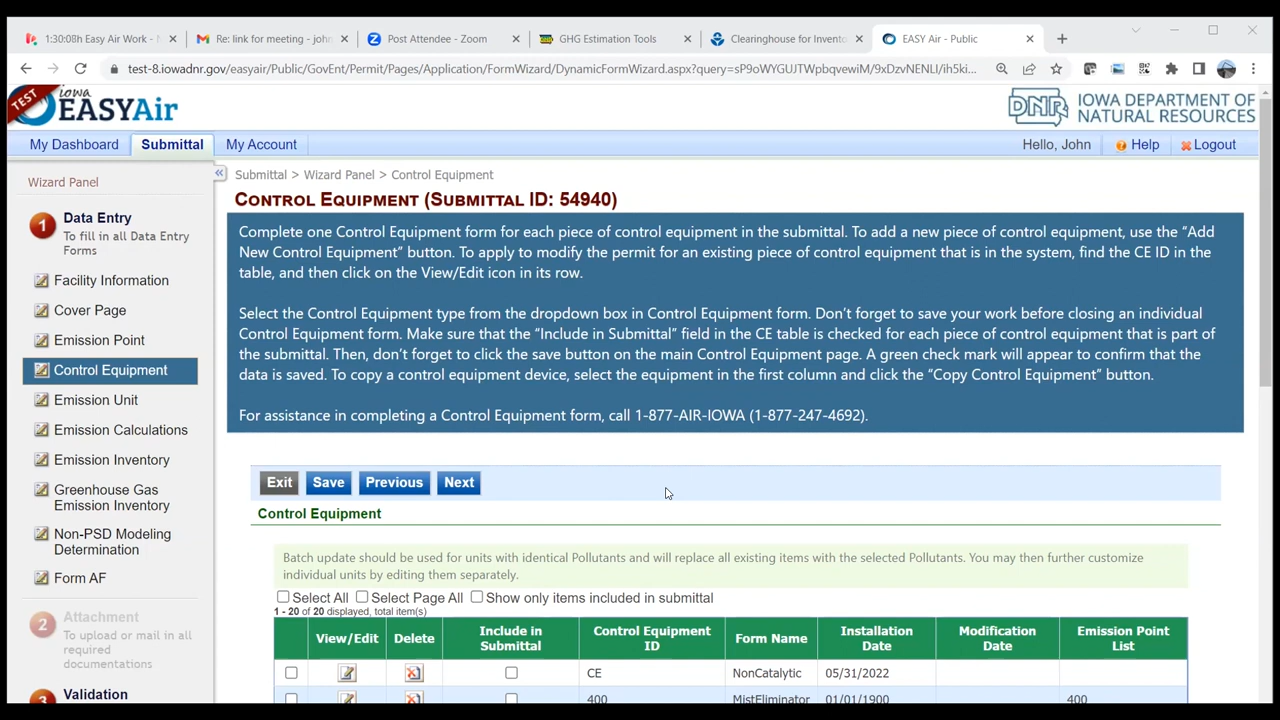 1:30:08h Easy Air Work - N
Re: link for meeting - john
Post Attendee - Zoom
GHG Estimation Tools
Clearinghouse for Invento
EASY Air - Public
test-8.iowadnr.gov/easyair/Public/GovEnt/Permit/Pages/Application/FormWizard/DynamicFormWizard.aspx?query=sP9oWYGUJTWpbqvewiM/9xDzvNENLI/ih5ki...
TEST
iowa
EASYAir
DNR
IOWA DEPARTMENT OF
NATURAL RESOURCES
My Dashboard
Submittal
My Account
Hello, John
Help
Logout
Wizard Panel
1
Data Entry
To fill in all Data Entry
Forms
Facility Information
Cover Page
Emission Point
Control Equipment
Emission Unit
Emission Calculations
Emission Inventory
Greenhouse Gas
Emission Inventory
Non-PSD Modeling
Determination
Form AF
2
Attachment
To upload or mail in all
required
documentations
3
Validation
Submittal > Wizard Panel > Control Equipment
CONTROL EQUIPMENT (SUBMITTAL ID: 54940)
Complete one Control Equipment form for each piece of control equipment in the submittal. To add a new piece of control equipment, use the “Add
New Control Equipment” button. To apply to modify the permit for an existing piece of control equipment that is in the system, find the CE ID in the
table, and then click on the View/Edit icon in its row.
Select the Control Equipment type from the dropdown box in Control Equipment form. Don’t forget to save your work before closing an individual
Control Equipment form. Make sure that the “Include in Submittal” field in the CE table is checked for each piece of control equipment that is part of
the submittal. Then, don’t forget to click the save button on the main Control Equipment page. A green check mark will appear to confirm that the
data is saved. To copy a control equipment device, select the equipment in the first column and click the “Copy Control Equipment” button.
For assistance in completing a Control Equipment form, call 1-877-AIR-IOWA (1-877-247-4692).
Exit
Save
Previous
Next
Control Equipment
Batch update should be used for units with identical Pollutants and will replace all existing items with the selected Pollutants. You may then further customize
individual units by editing them separately.
Select All
Select Page All
Show only items included in submittal
1 - 20 of 20 displayed, total item(s)
View/Edit
Delete
Include in
Submittal
Control Equipment
ID
Form Name
Installation
Date
Modification
Date
Emission Point
List
CE
NonCatalytic
05/31/2022
400
MistEliminator
01/01/1900
400